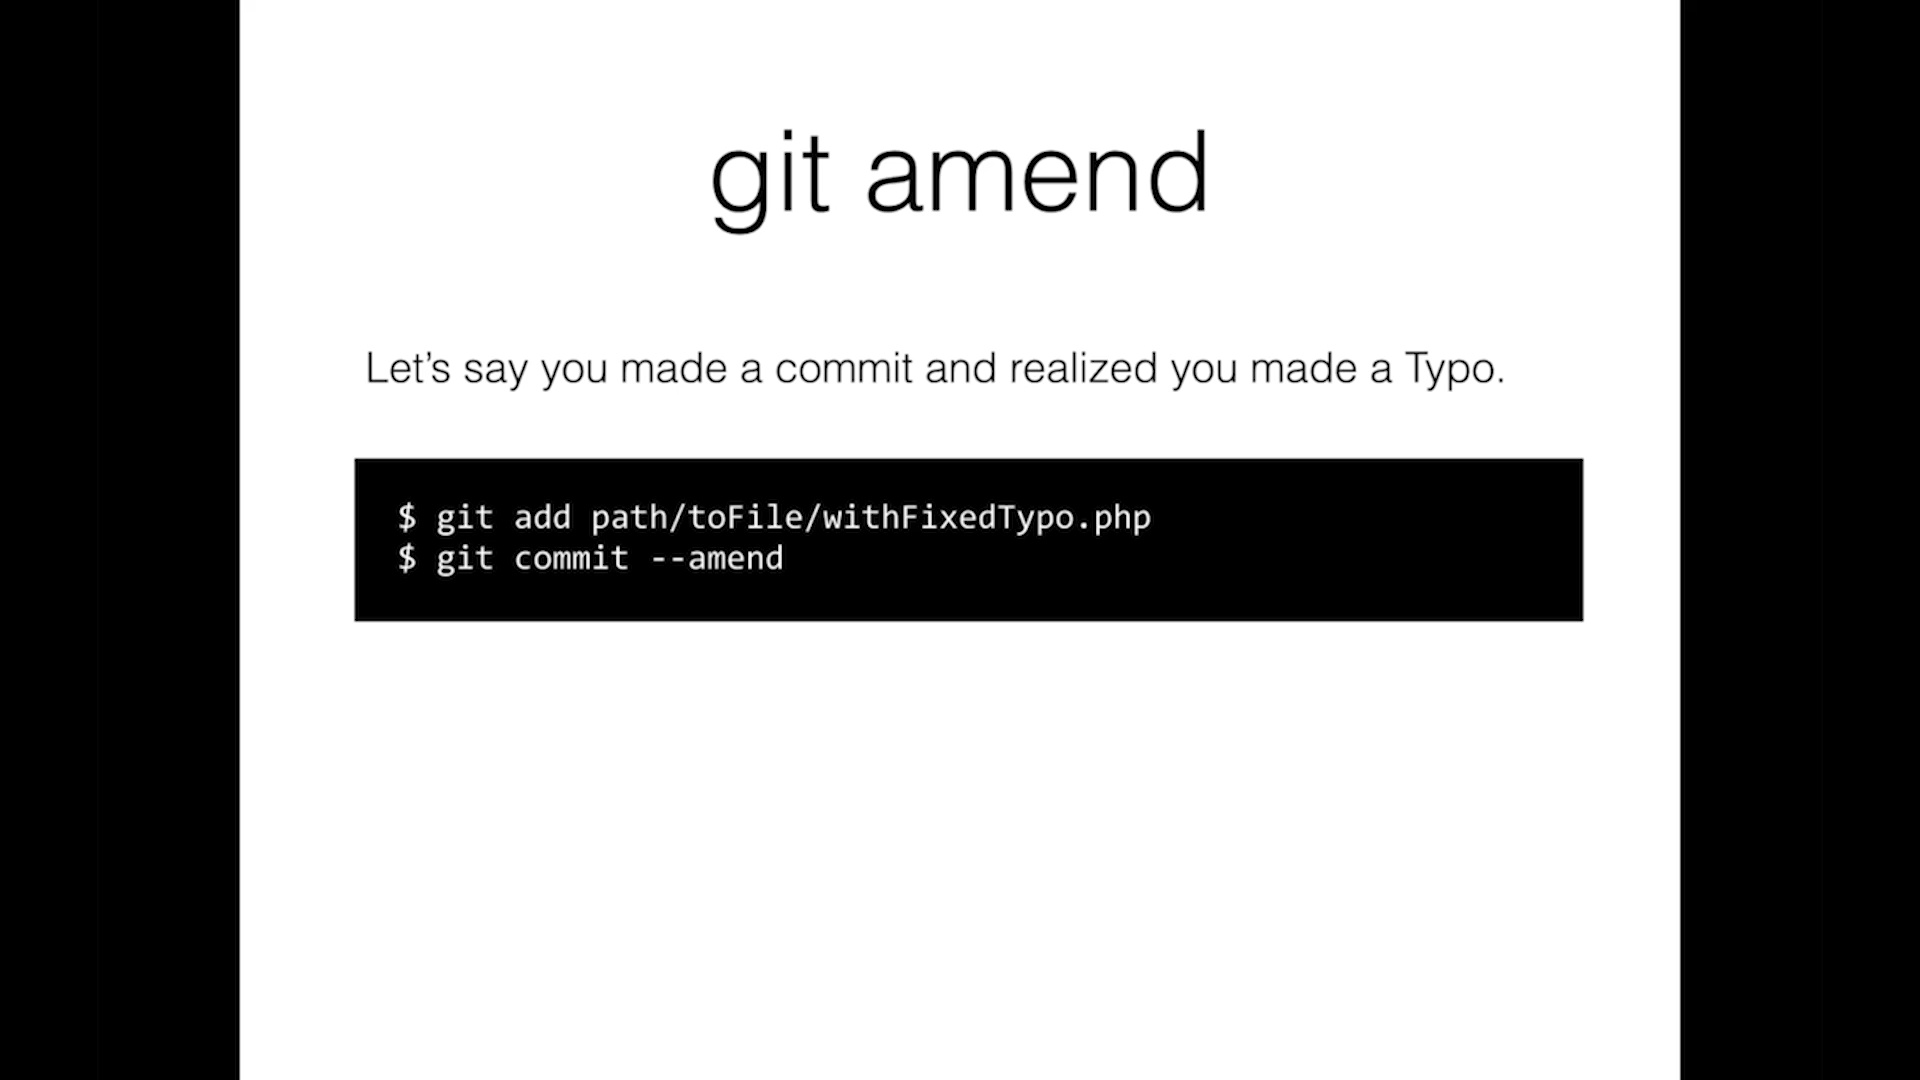 git amend
Let’s say you made a commit and realized you made a Typo.
$ git add path/toFile/withFixedTypo.php
$ git commit --amend